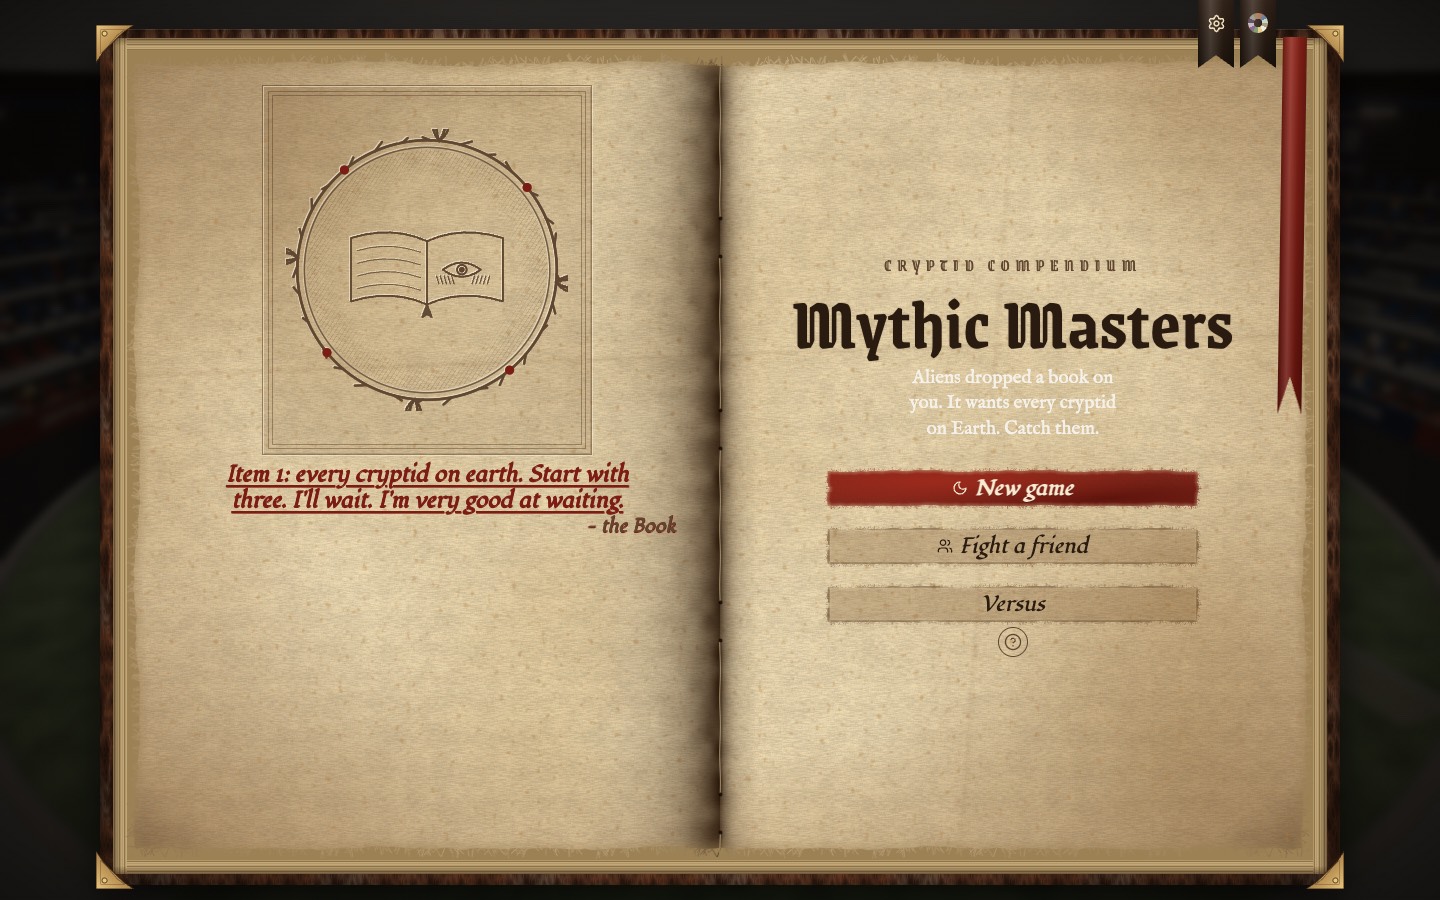 Item 1: every cryptid on earth. Start with
three. I'll wait. I'm very good at waiting.
- the Book
CRYPTID COMPENDIUM
Mythic Masters
Aliens dropped a book on
you. It wants every cryptid
on Earth. Catch them.
New game
Fight a friend
Versus
?